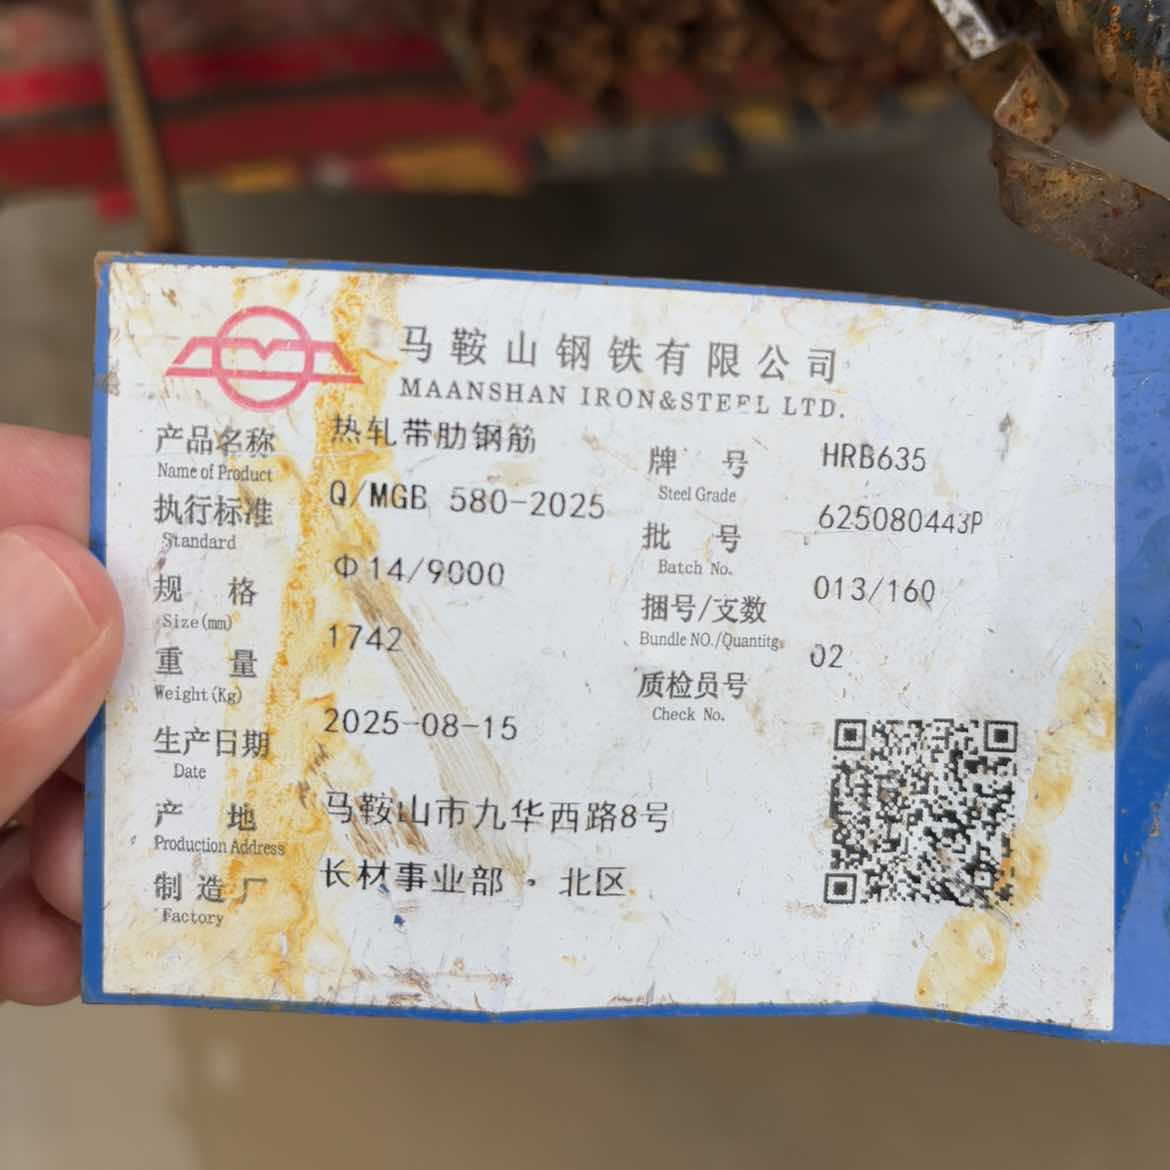 马鞍山钢铁有限公司
MAANSHAN IRON&STEEL LTD.
产品名称 热轧带肋钢筋
Name of Product
执行标准 Q/MGB 580-2025
Standard
规 格 Φ14/9000
Size(mm)
重 量 1742
Weight(Kg)
生产日期 2025-08-15
Date
产 地 马鞍山市九华西路8号
Production Address
制造厂 长材事业部·北区
Factory
牌 号 HRB635
Steel Grade
批 号 625080443P
Batch No.
捆号/支数 013/160
Bundle NO./Quantitg
质检员号 02
Check No.